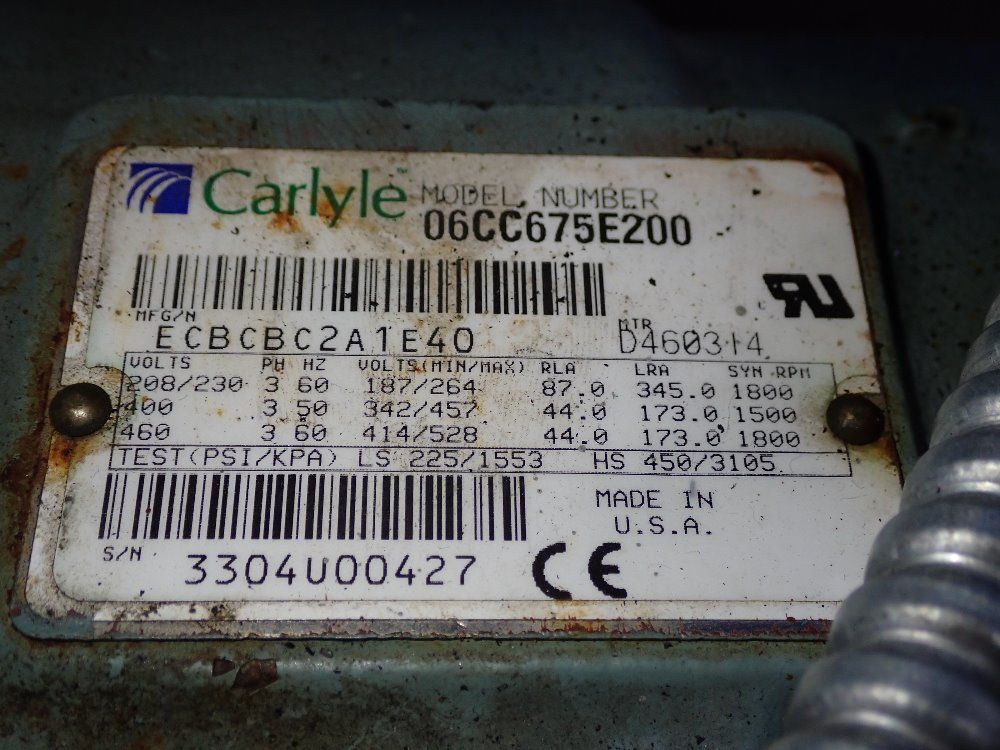 Carlyle™ MODEL NUMBER
06CC675E200
MFG/N
ECBCBC2A1E40 MTR D460314
VOLTS PH HZ VOLTS(MIN/MAX) RLA LRA SYN RPM
208/230 3 60 187/264 87.0 345.0 1800
400 3 50 342/457 44.0 173.0 1500
460 3 60 414/528 44.0 173.0 1800
TEST(PSI/KPA) LS 225/1553 HS 450/3105
MADE IN
U.S.A.
S/N 3304U00427 CE